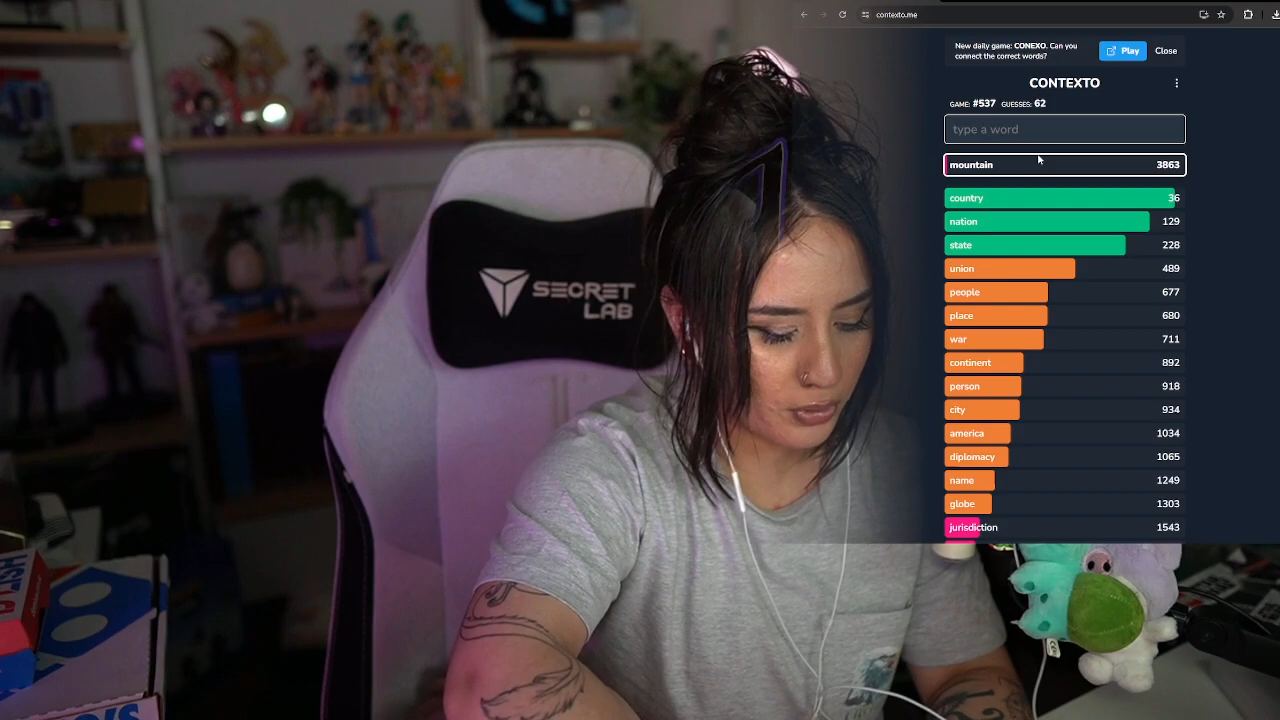 contexto.me
New daily game: CONEXO. Can you
connect the correct words?
Play
Close
CONTEXTO
GAME: #537 GUESSES: 62
type a word
mountain 3863
country 36
nation 129
state 228
union 489
people 677
place 680
war 711
continent 892
person 918
city 934
america 1034
diplomacy 1065
name 1249
globe 1303
jurisdiction 1543
SECRET
LAB